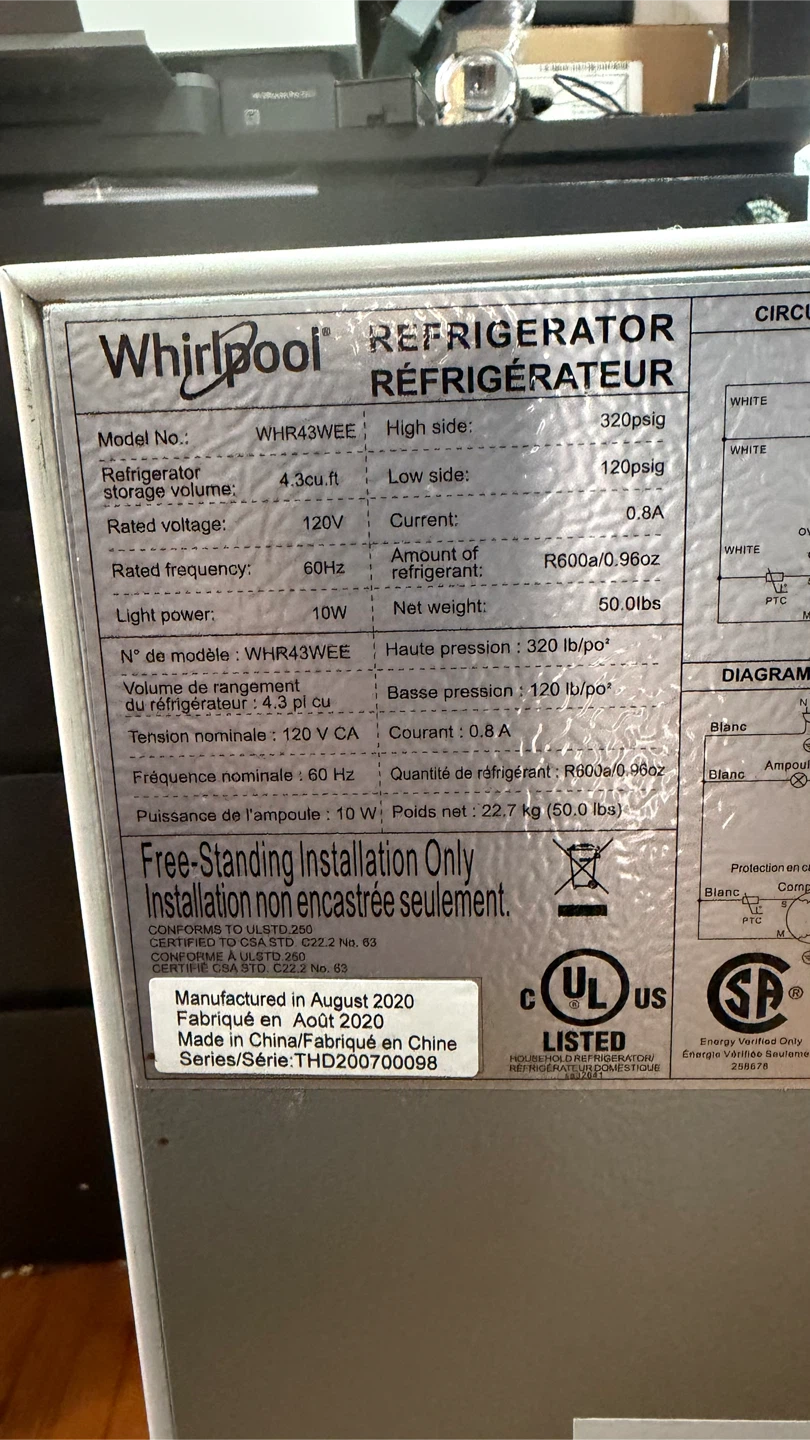 Whirlpool®
REFRIGERATOR
RÉFRIGÉRATEUR
Model No.: WHR43WEE
High side: 320psig
Refrigerator
storage volume: 4.3cu.ft
Low side: 120psig
Rated voltage: 120V
Current: 0.8A
Rated frequency: 60Hz
Amount of
refrigerant: R600a/0.96oz
Light power: 10W
Net weight: 50.0lbs
N° de modèle : WHR43WEE
Haute pression : 320 lb/po²
Volume de rangement
du réfrigérateur : 4.3 pi cu
Basse pression : 120 lb/po²
Tension nominale : 120 V CA
Courant : 0.8 A
Fréquence nominale : 60 Hz
Quantité de réfrigérant : R600a/0.96oz
Puissance de l'ampoule : 10 W
Poids net : 22.7 kg (50.0 lbs)
Free-Standing Installation Only
Installation non encastrée seulement.
CONFORMS TO ULSTD.250
CERTIFIED TO CSA STD C22.2 No. 63
CONFORME À ULSTD.250
CERTIFIÉ CSA STD. C22.2 No. 63
Manufactured in August 2020
Fabriqué en Août 2020
Made in China/Fabriqué en Chine
Series/Série:THD200700098
C UL ® US
LISTED
HOUSEHOLD REFRIGERATOR/
RÉFRIGÉRATEUR DOMESTIQUE
CIRCU
WHITE
WHITE
OV
WHITE
PTC
M
DIAGRAM
N
Blanc
Ampoul
Blanc
Protection en c
Blanc
Comp
S
PTC
M
SA ®
Energy Verified Only
Énergie Vérifiée Seuleme
258678